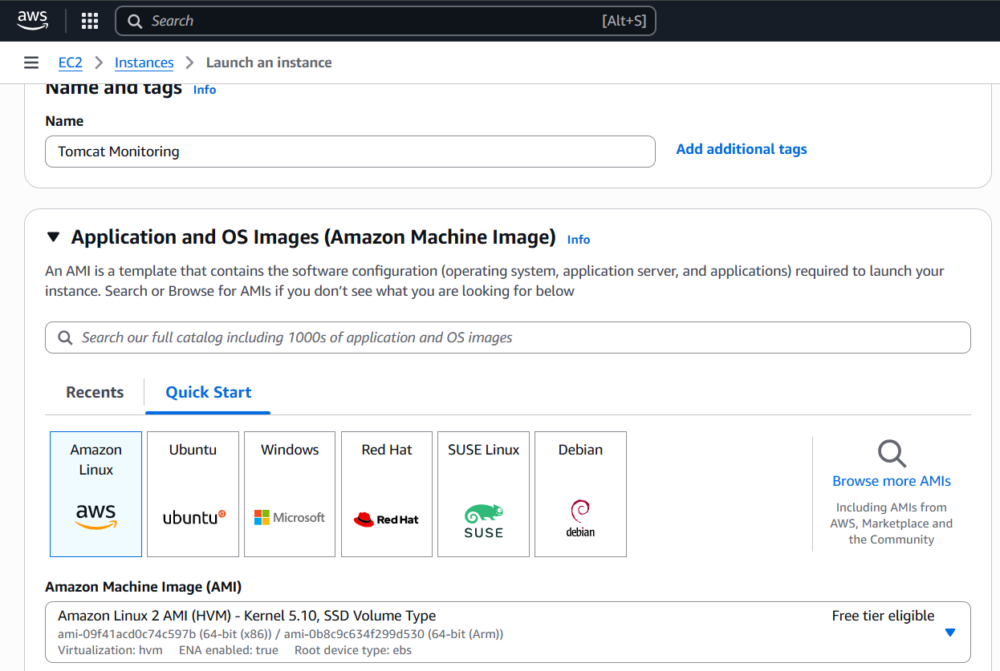 aws
Search [Alt+S]
EC2 Instances Launch an instance
Name and tags Info
Name
Tomcat Monitoring
Add additional tags
Application and OS Images (Amazon Machine Image) Info
An AMI is a template that contains the software configuration (operating system, application server, and applications) required to launch your
instance. Search or Browse for AMIs if you don’t see what you are looking for below
Search our full catalog including 1000s of application and OS images
Recents
Quick Start
Amazon
Linux
aws
Ubuntu
ubuntu
Windows
Microsoft
Red Hat
Red Hat
SUSE Linux
SUSE
Debian
debian
Browse more AMIs
Including AMIs from
AWS, Marketplace and
the Community
Amazon Machine Image (AMI)
Amazon Linux 2 AMI (HVM) - Kernel 5.10, SSD Volume Type
Free tier eligible
ami-09f41acd0c74c597b (64-bit (x86)) / ami-0b8c9c634f299d530 (64-bit (Arm))
Virtualization: hvm ENA enabled: true Root device type: ebs